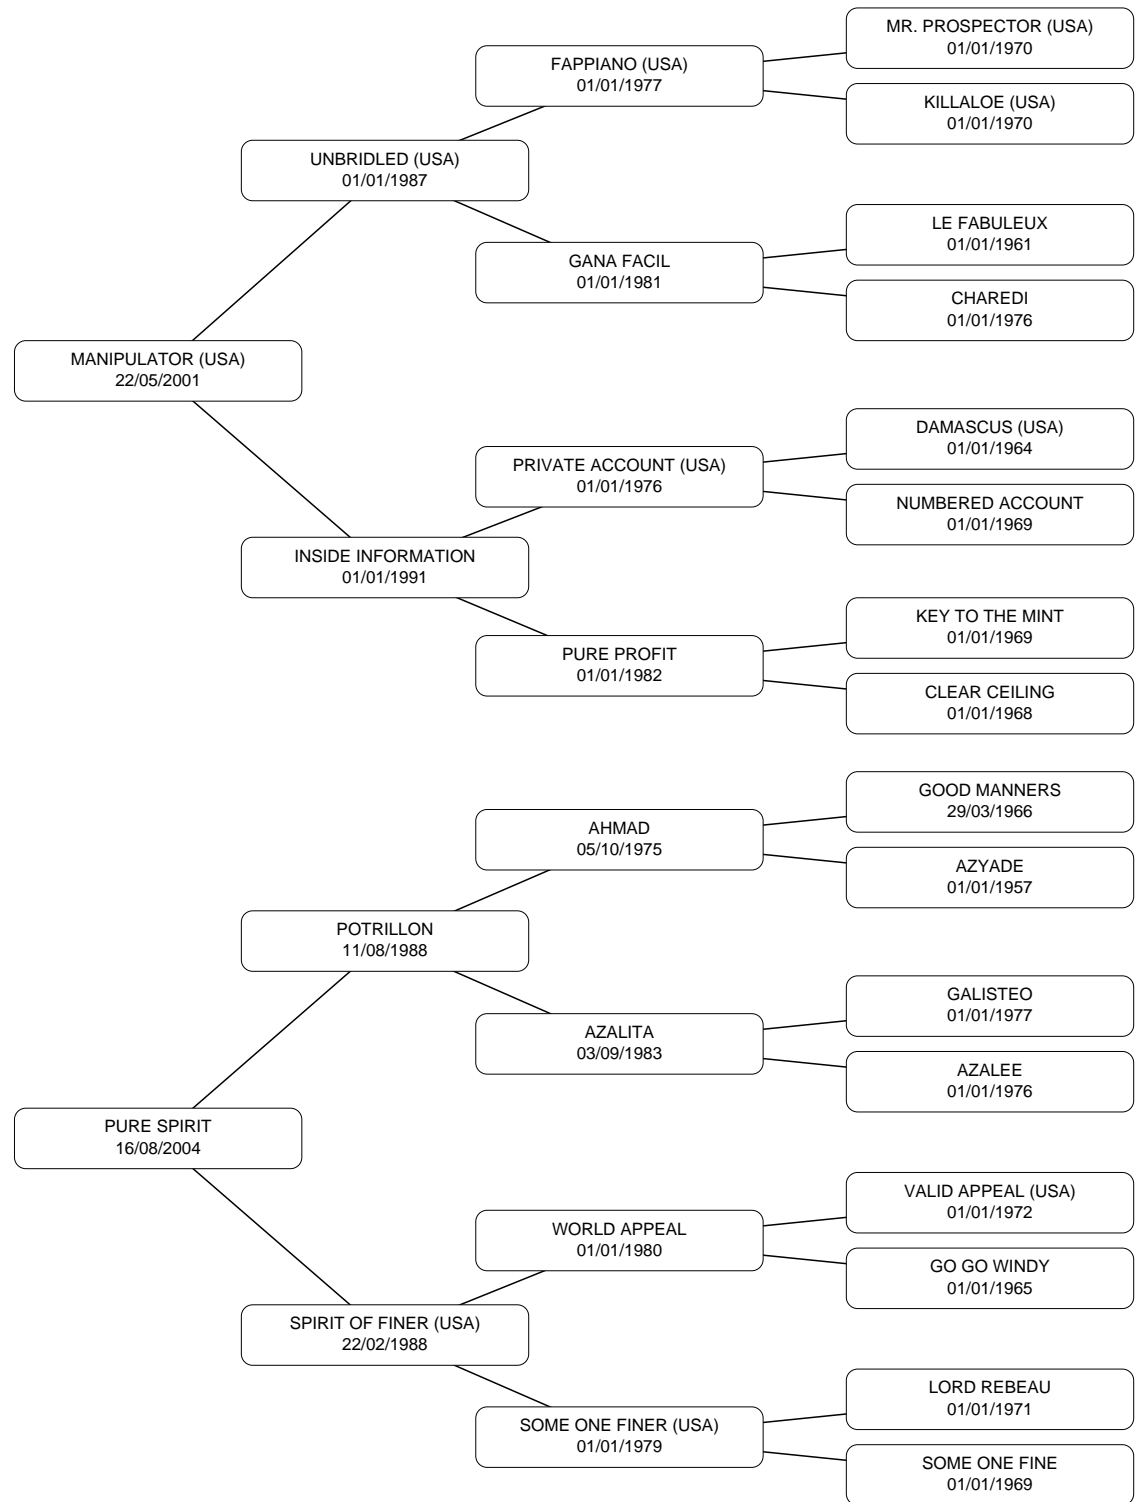 MR. PROSPECTOR (USA)
01/01/1970
FAPPIANO (USA)
01/01/1977
KILLALOE (USA)
01/01/1970
UNBRIDLED (USA)
01/01/1987
LE FABULEUX
01/01/1961
GANA FACIL
01/01/1981
CHAREDI
01/01/1976
MANIPULATOR (USA)
22/05/2001
DAMASCUS (USA)
01/01/1964
PRIVATE ACCOUNT (USA)
01/01/1976
NUMBERED ACCOUNT
01/01/1969
INSIDE INFORMATION
01/01/1991
KEY TO THE MINT
01/01/1969
PURE PROFIT
01/01/1982
CLEAR CEILING
01/01/1968
GOOD MANNERS
29/03/1966
AHMAD
05/10/1975
AZYADE
01/01/1957
POTRILLON
11/08/1988
GALISTEO
01/01/1977
AZALITA
03/09/1983
AZALEE
01/01/1976
PURE SPIRIT
16/08/2004
VALID APPEAL (USA)
01/01/1972
WORLD APPEAL
01/01/1980
GO GO WINDY
01/01/1965
SPIRIT OF FINER (USA)
22/02/1988
LORD REBEAU
01/01/1971
SOME ONE FINER (USA)
01/01/1979
SOME ONE FINE
01/01/1969